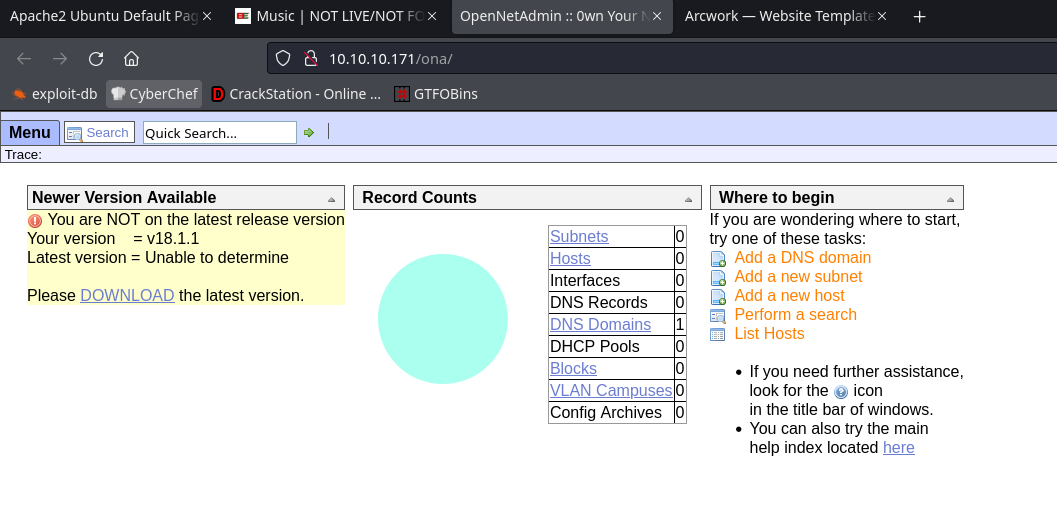 Apache2 Ubuntu Default Pag
Music | NOT LIVE/NOT FO
OpenNetAdmin :: 0wn Your N
Arcwork — Website Template
10.10.10.171/ona/
exploit-db
CyberChef
CrackStation - Online ...
GTFOBins
Menu
Search
Quick Search...
Trace:
Newer Version Available
You are NOT on the latest release version
Your version = v18.1.1
Latest version = Unable to determine
Please DOWNLOAD the latest version.
Record Counts
Subnets 0
Hosts 0
Interfaces 0
DNS Records 0
DNS Domains 1
DHCP Pools 0
Blocks 0
VLAN Campuses 0
Config Archives 0
Where to begin
If you are wondering where to start,
try one of these tasks:
Add a DNS domain
Add a new subnet
Add a new host
Perform a search
List Hosts
• If you need further assistance,
look for the ? icon
in the title bar of windows.
• You can also try the main
help index located here